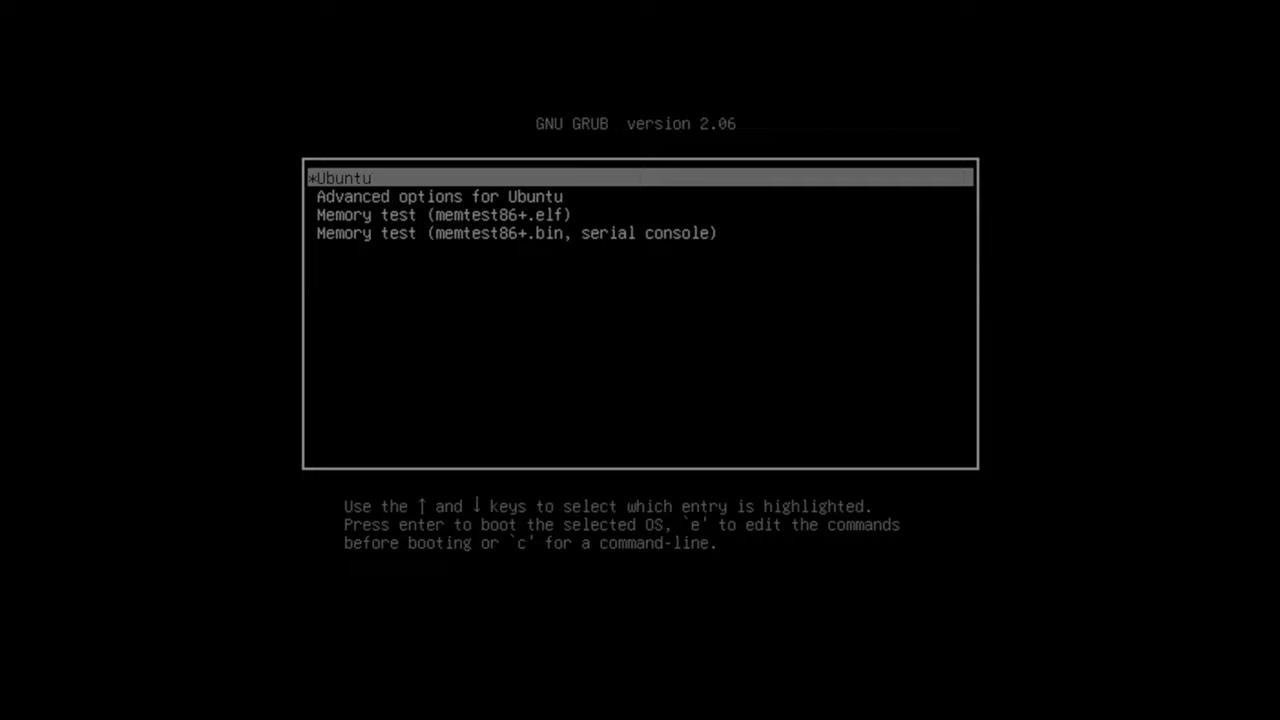 GNU GRUB  version 2.06
*Ubuntu
Advanced options for Ubuntu
Memory test (memtest86+.elf)
Memory test (memtest86+.bin, serial console)
Use the ↑ and ↓ keys to select which entry is highlighted.
Press enter to boot the selected OS, `e' to edit the commands
before booting or `c' for a command-line.